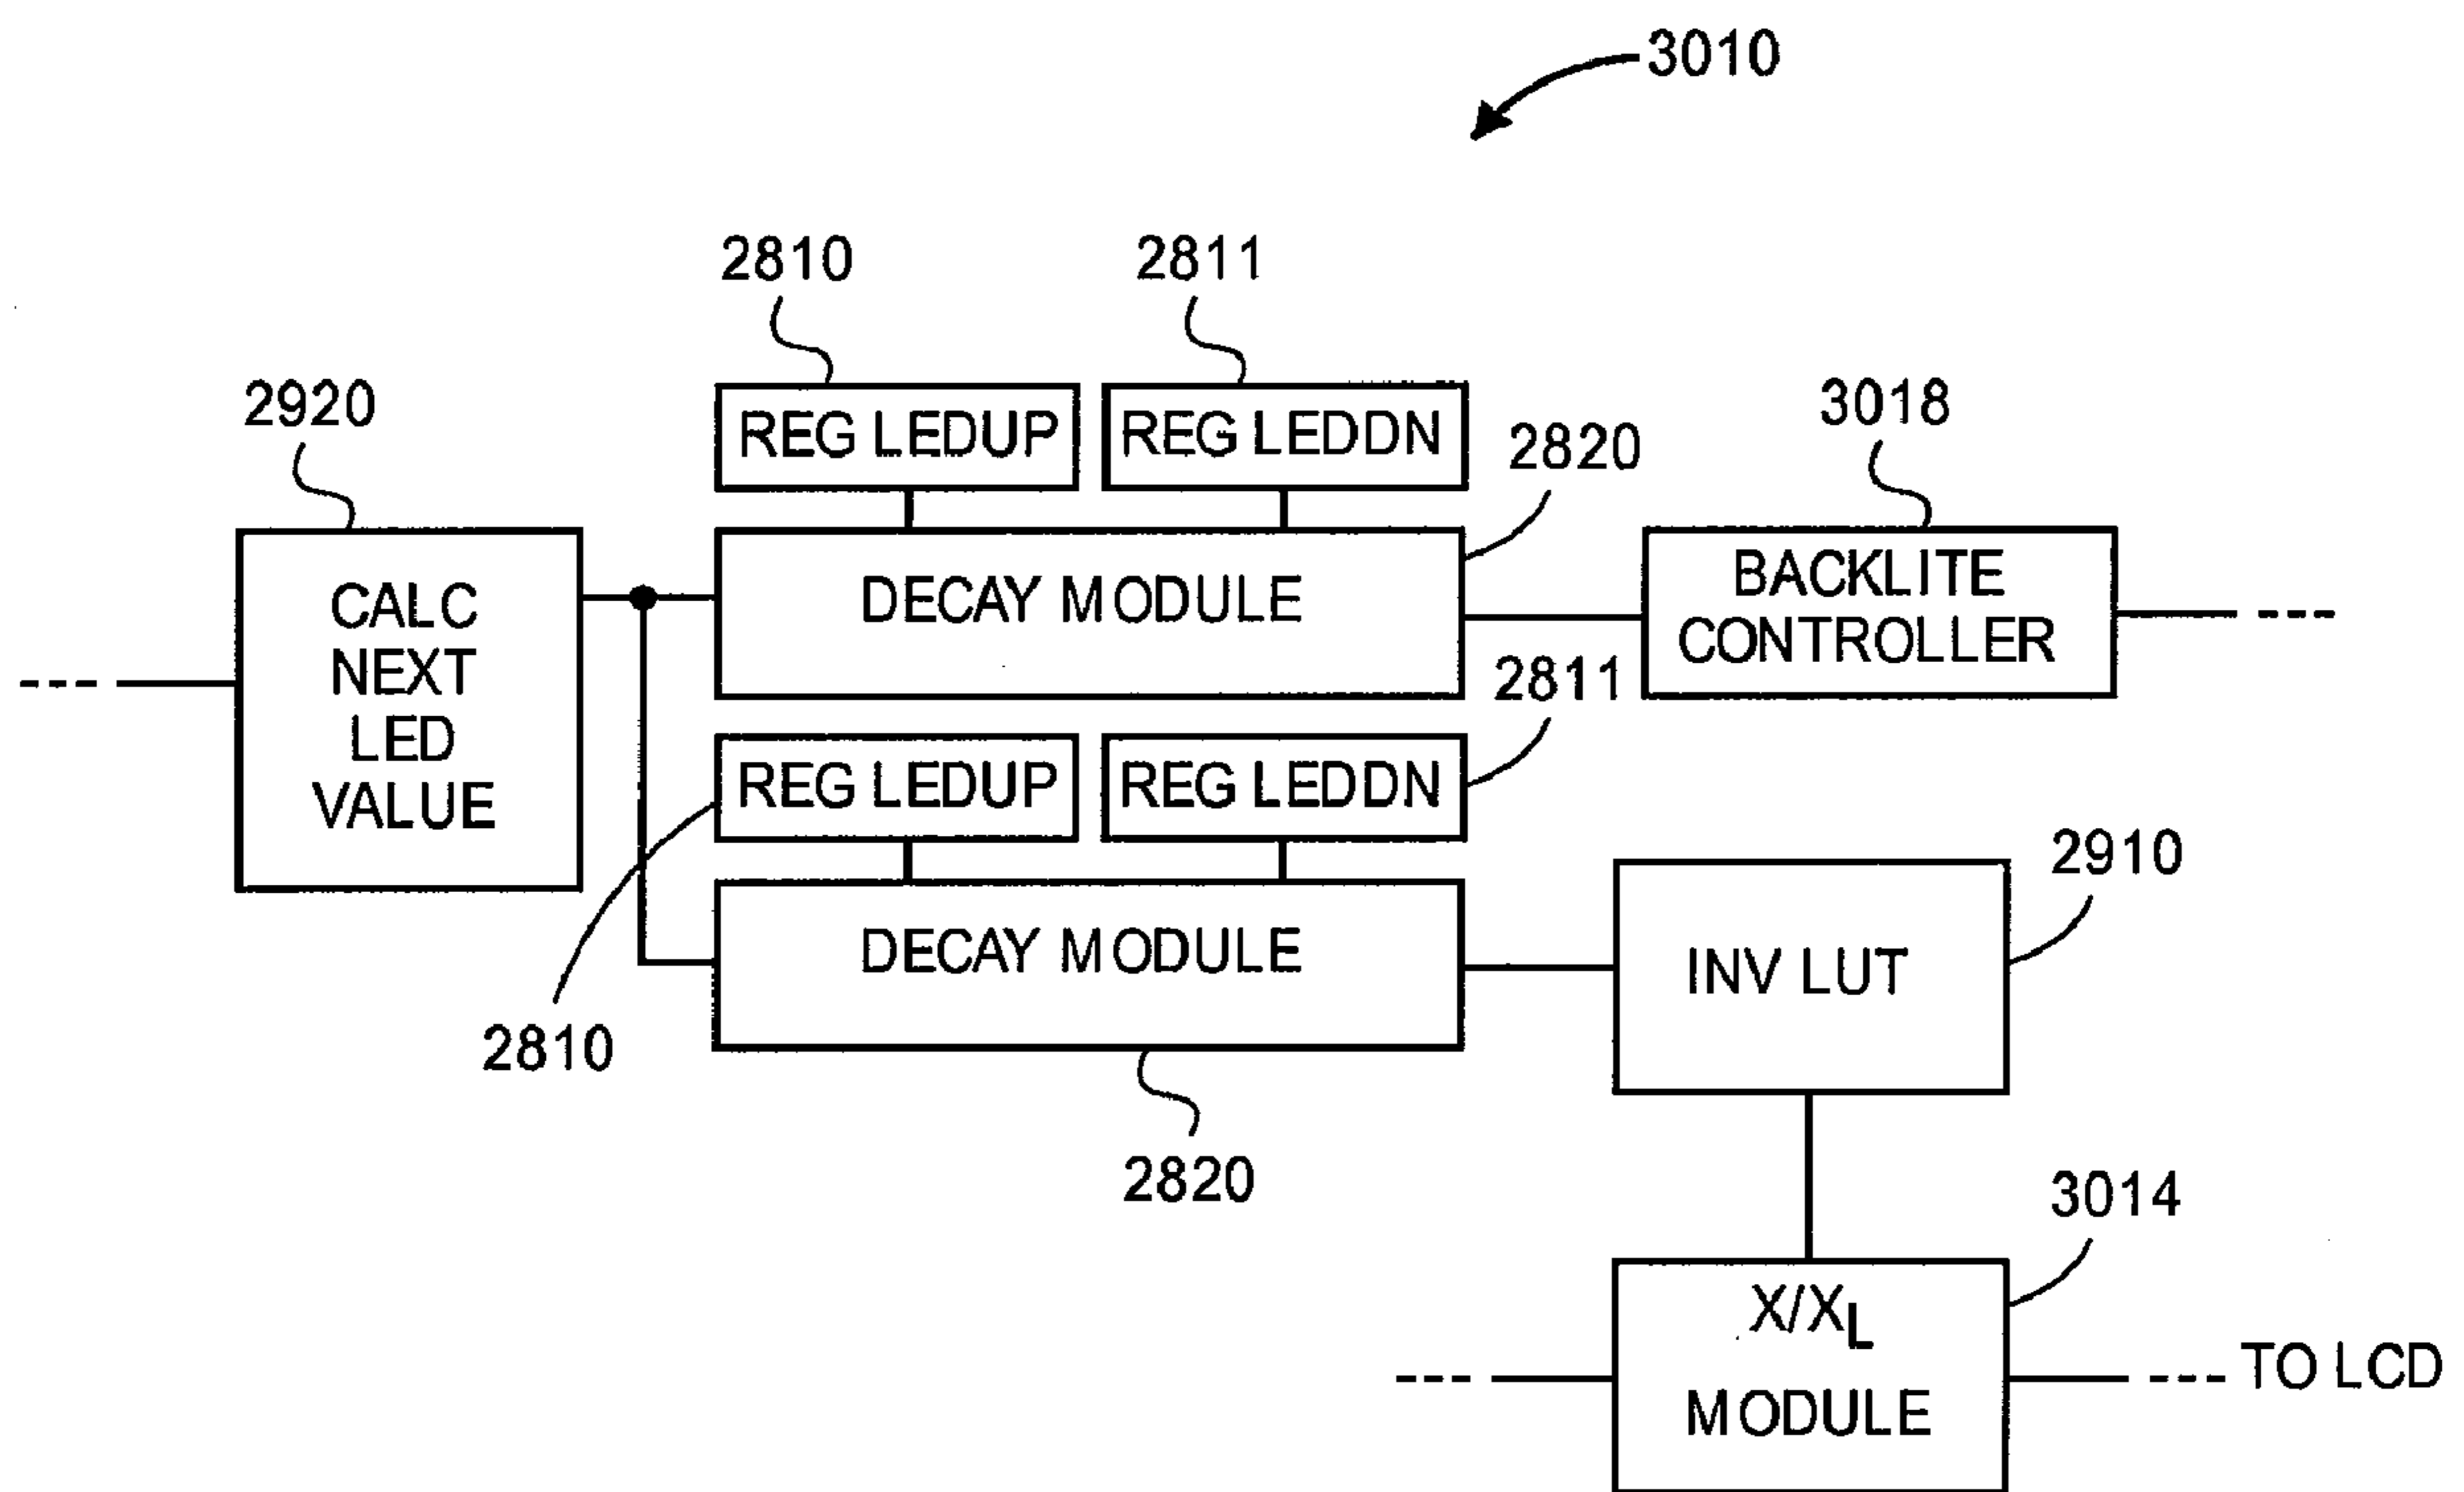 3010
2810
2811
2920
REG LEDUP
REG LEDDN
2820
3018
CALC
NEXT
LED
VALUE
DECAY MODULE
BACKLITE
CONTROLLER
2811
REG LEDUP
REG LEDDN
2810
DECAY MODULE
2820
2910
INV LUT
3014
X/XL
MODULE
TO LCD